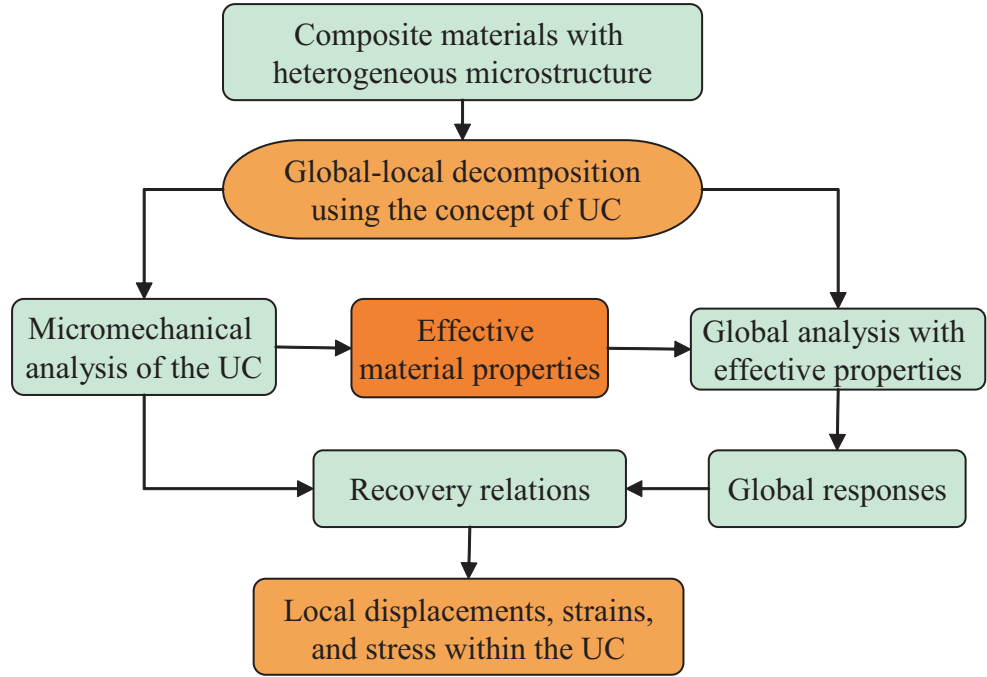 Composite materials with
heterogeneous microstructure
Global-local decomposition
using the concept of UC
Micromechanical
analysis of the UC
Effective
material properties
Global analysis with
effective properties
Recovery relations
Global responses
Local displacements, strains,
and stress within the UC